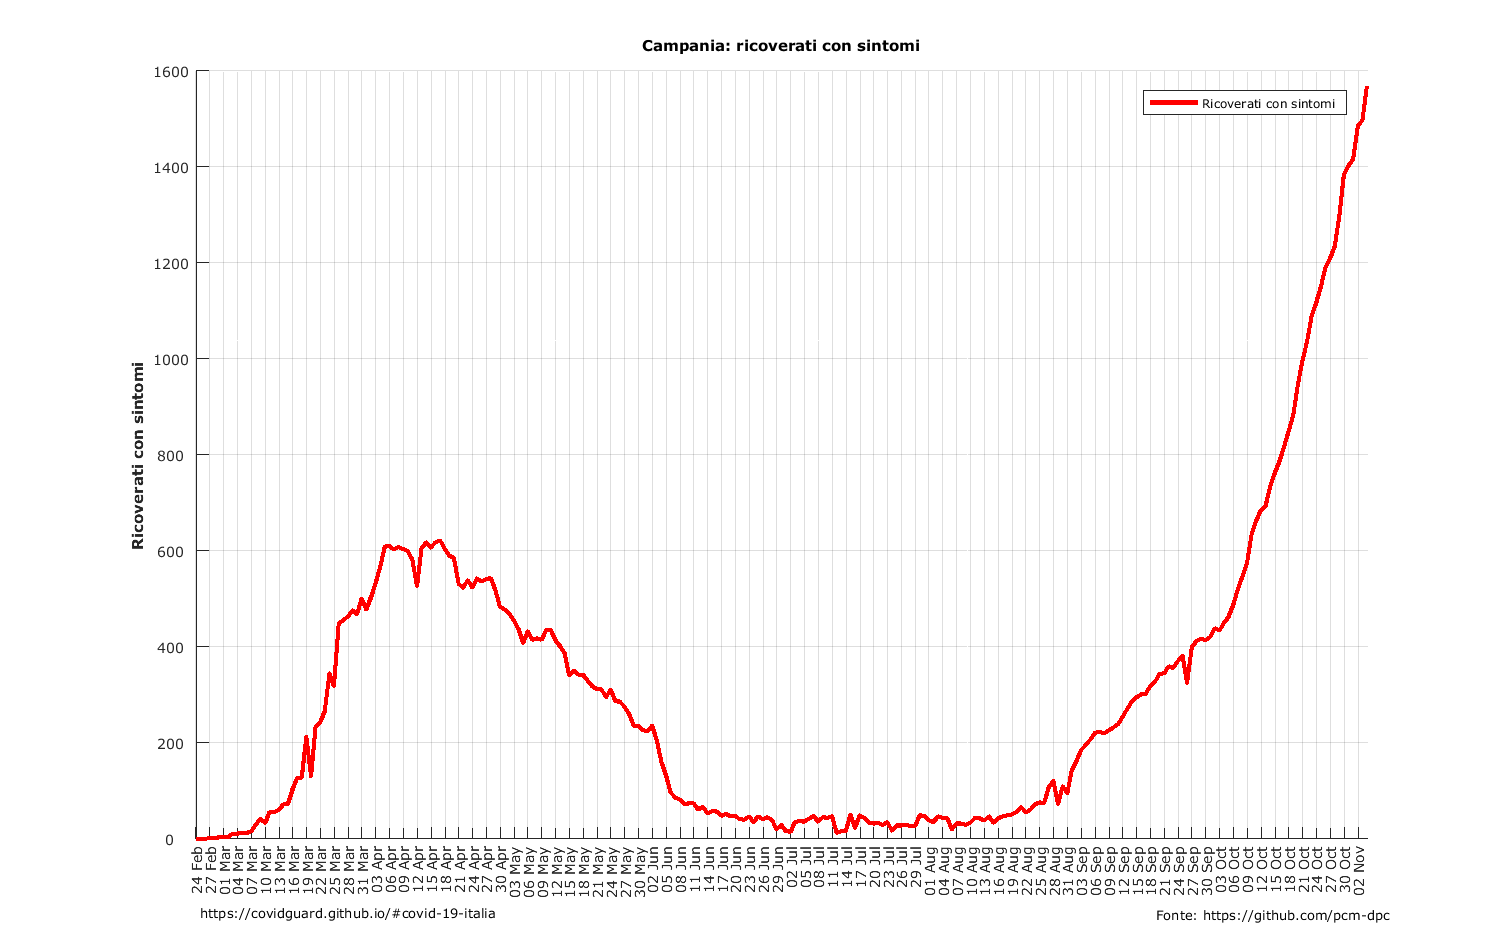 Campania: ricoverati con sintomi
Ricoverati con sintomi
1600
1400
1200
1000
800
600
400
200
0
Ricoverati con sintomi
24 Feb
27 Feb
01 Mar
04 Mar
07 Mar
10 Mar
13 Mar
16 Mar
19 Mar
22 Mar
25 Mar
28 Mar
31 Mar
03 Apr
06 Apr
09 Apr
12 Apr
15 Apr
18 Apr
21 Apr
24 Apr
27 Apr
30 Apr
03 May
06 May
09 May
12 May
15 May
18 May
21 May
24 May
27 May
30 May
02 Jun
05 Jun
08 Jun
11 Jun
14 Jun
17 Jun
20 Jun
23 Jun
26 Jun
29 Jun
02 Jul
05 Jul
08 Jul
11 Jul
14 Jul
17 Jul
20 Jul
23 Jul
26 Jul
29 Jul
01 Aug
04 Aug
07 Aug
10 Aug
13 Aug
16 Aug
19 Aug
22 Aug
25 Aug
28 Aug
31 Aug
03 Sep
06 Sep
09 Sep
12 Sep
15 Sep
18 Sep
21 Sep
24 Sep
27 Sep
30 Sep
03 Oct
06 Oct
09 Oct
12 Oct
15 Oct
18 Oct
21 Oct
24 Oct
27 Oct
30 Oct
02 Nov
https://covidguard.github.io/#covid-19-italia
Fonte: https://github.com/pcm-dpc